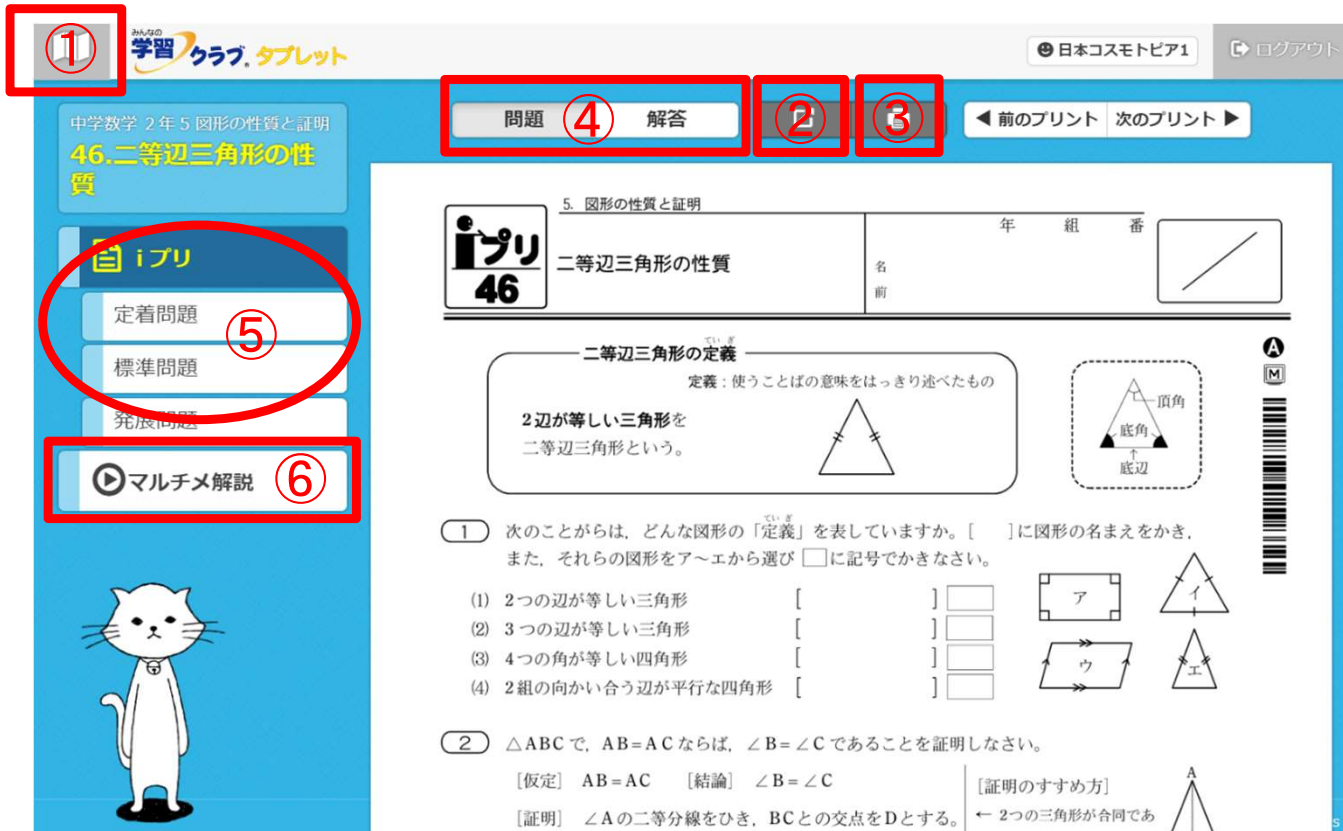 ①
みんなの
学習クラブ。タブレット
日本コスモトピア1
ログアウト
中学数学 2年5 図形の性質と証明
46.二等辺三角形の性
質
iプリ
定着問題
標準問題
発展問題
マルチメ解説
⑤
⑥
問題 ④ 解答
②
③
◀ 前のプリント 次のプリント ▶
5. 図形の性質と証明
iプリ
46
二等辺三角形の性質
年 組 番
名
前
二等辺三角形の定義
ていぎ
定義：使うことばの意味をはっきり述べたもの
2辺が等しい三角形を
二等辺三角形という。
頂角
底角
↑
底辺
A
M
1 次のことがらは，どんな図形の「定義」を表していますか。[ ]に図形の名まえをかき，
ていぎ
また，それらの図形をア～エから選び □に記号でかきなさい。
(1) 2つの辺が等しい三角形 [ ] □
(2) 3つの辺が等しい三角形 [ ] □
(3) 4つの角が等しい四角形 [ ] □
(4) 2組の向かい合う辺が平行な四角形 [ ] □
ア
イ
ウ
エ
2 △ABCで，AB=ACならば，∠B=∠Cであることを証明しなさい。
[仮定] AB=AC [結論] ∠B=∠C
[証明] ∠Aの二等分線をひき，BCとの交点をDとする。
[証明のすすめ方]
← 2つの三角形が合同であ
A